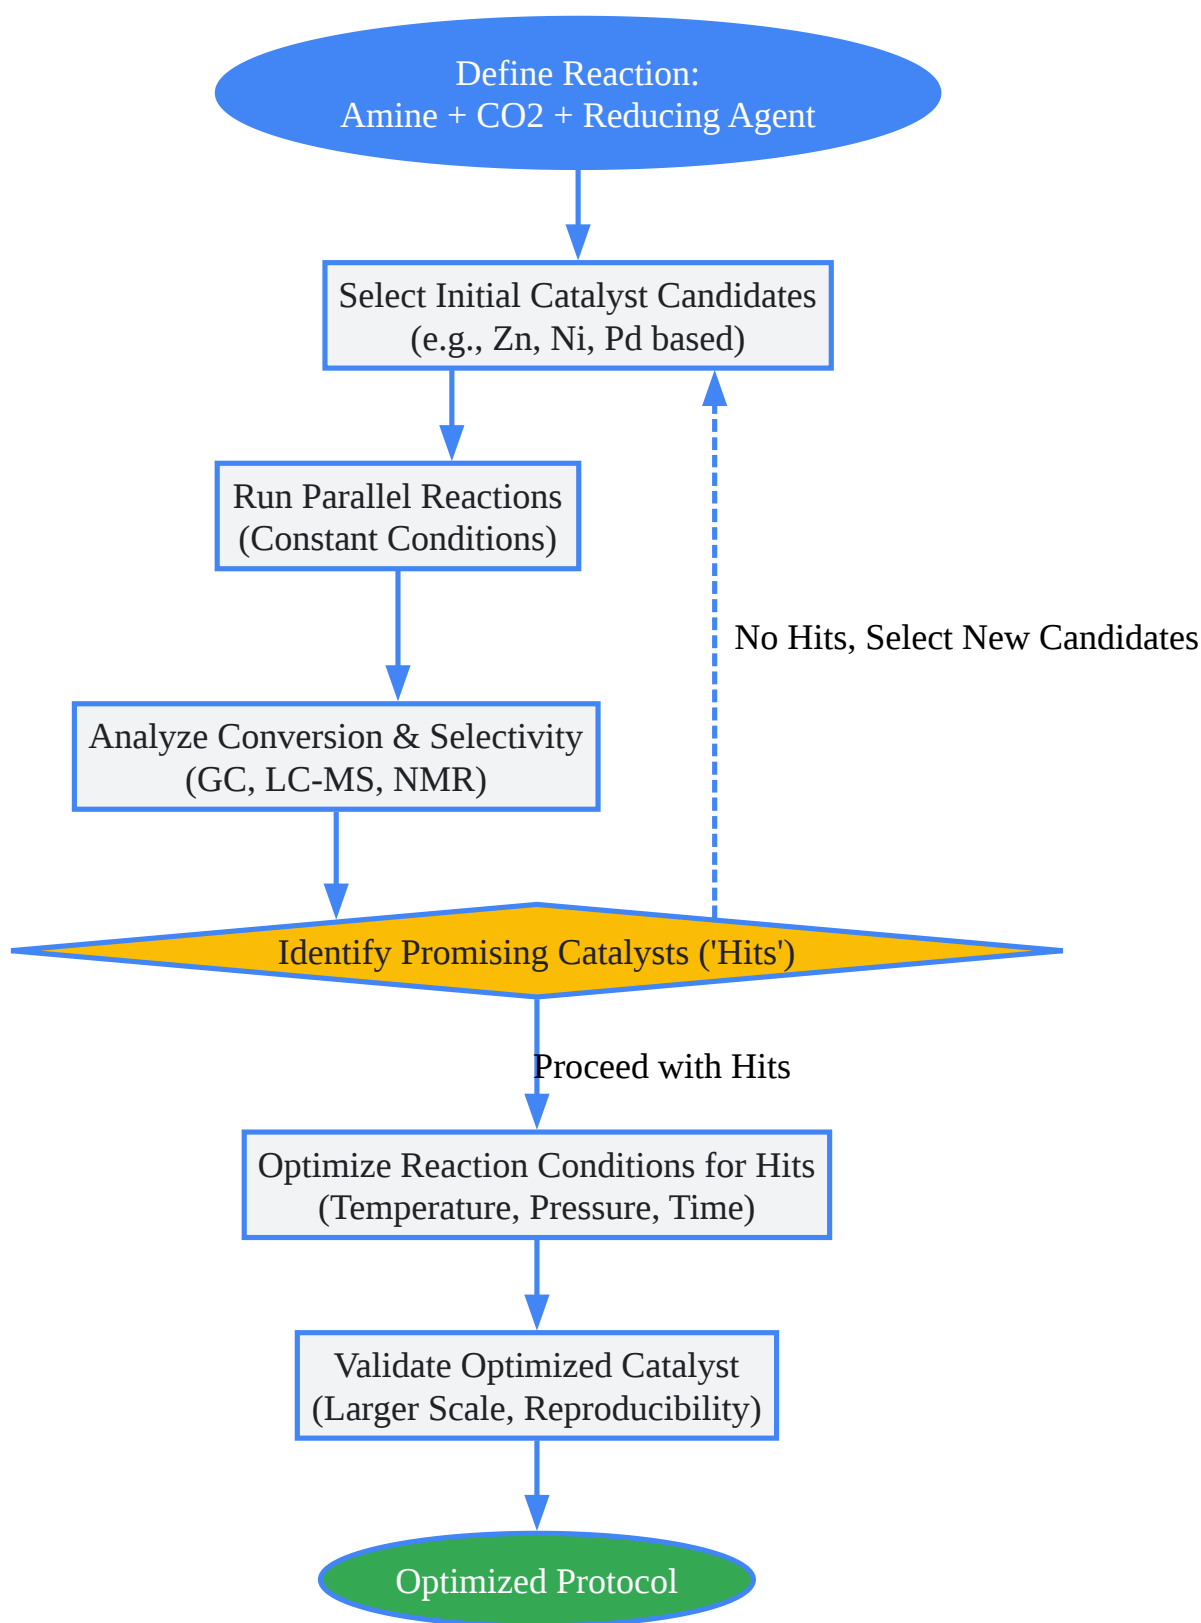 Define Reaction:
Amine + CO2 + Reducing Agent
Select Initial Catalyst Candidates
(e.g., Zn, Ni, Pd based)
Run Parallel Reactions
(Constant Conditions)
No Hits, Select New Candidates
Analyze Conversion & Selectivity
(GC, LC-MS, NMR)
Identify Promising Catalysts ('Hits')
Proceed with Hits
Optimize Reaction Conditions for Hits
(Temperature, Pressure, Time)
Validate Optimized Catalyst
(Larger Scale, Reproducibility)
Optimized Protocol